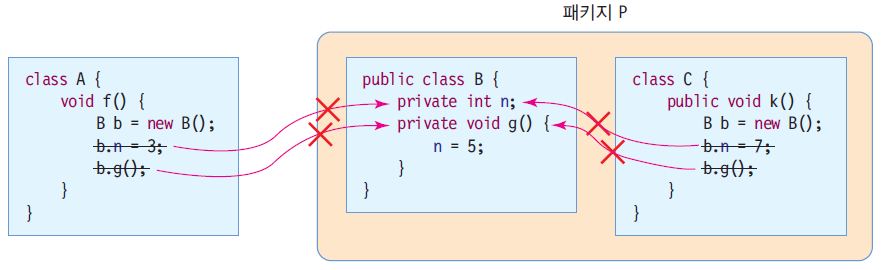 패키지 P
class A {
void f() {
B b = new B();
b.n = 3;
b.g();
}
}
public class B {
private int n;
private void g() {
n = 5;
}
}
class C {
public void k() {
B b = new B();
b.n = 7;
b.g();
}
}